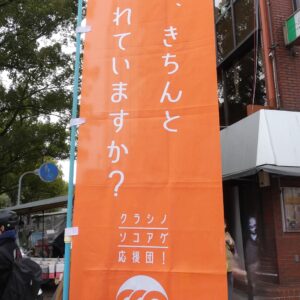 、きちんと
れていますか？
クラシノ
ソコアゲ
応援団！